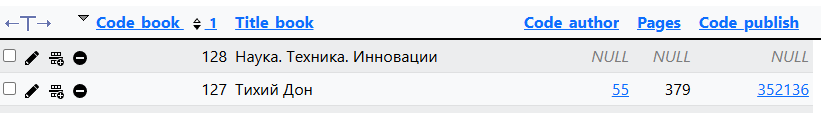 Code book 1 Title book Code author Pages Code publish
128 Наука. Техника. Инновации NULL NULL NULL
127 Тихий Дон 55 379 352136